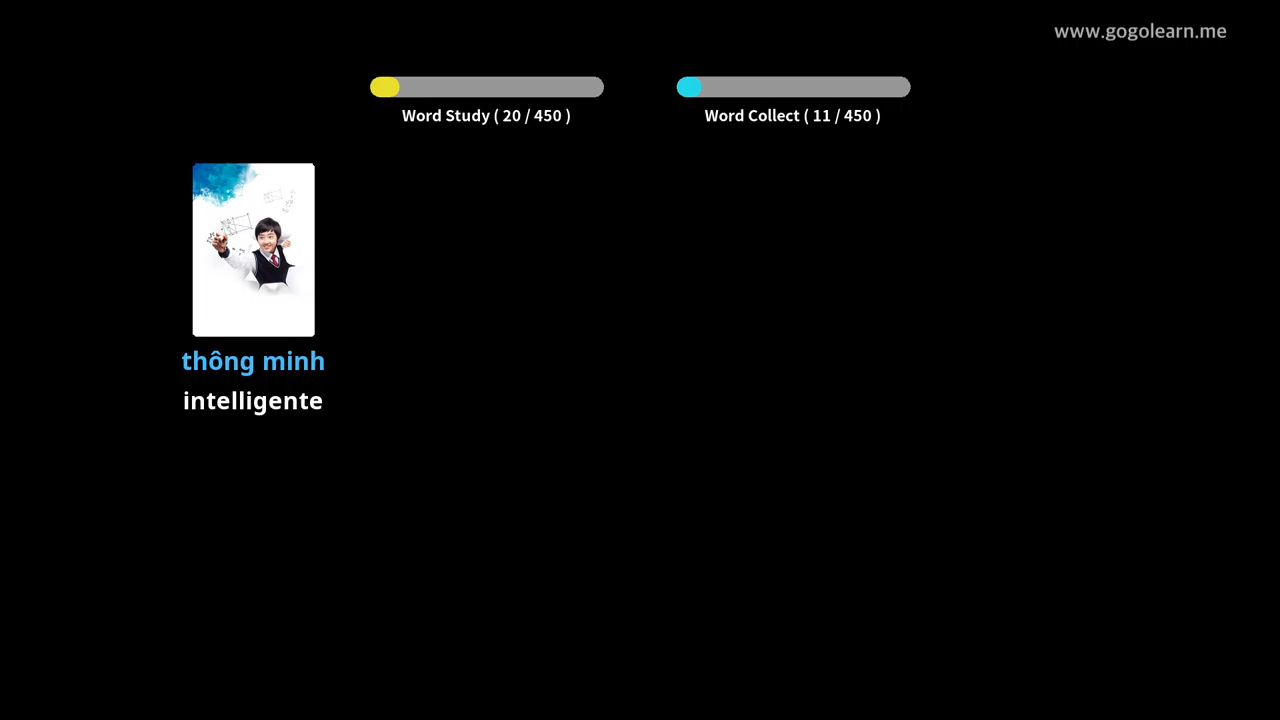 www.gogolearn.me
Word Study ( 20 / 450 )
Word Collect ( 11 / 450 )
thông minh
intelligente